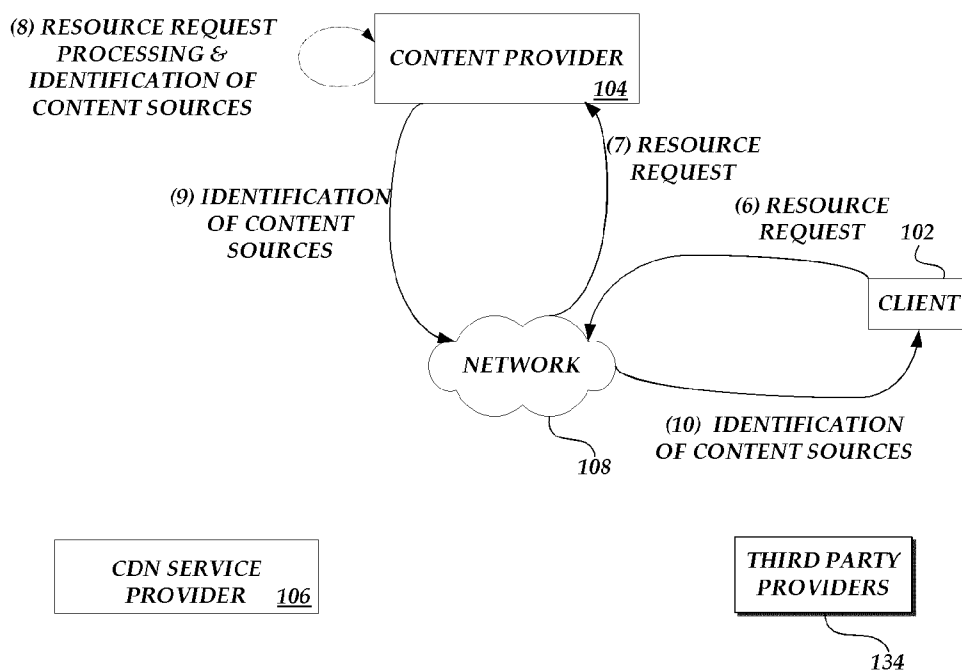 (8) RESOURCE REQUEST
PROCESSING &
IDENTIFICATION OF
CONTENT SOURCES
CONTENT PROVIDER
104
(7) RESOURCE
REQUEST
(9) IDENTIFICATION
OF CONTENT
SOURCES
(6) RESOURCE
REQUEST
102
CLIENT
NETWORK
108
(10) IDENTIFICATION
OF CONTENT SOURCES
CDN SERVICE
PROVIDER 106
THIRD PARTY
PROVIDERS
134